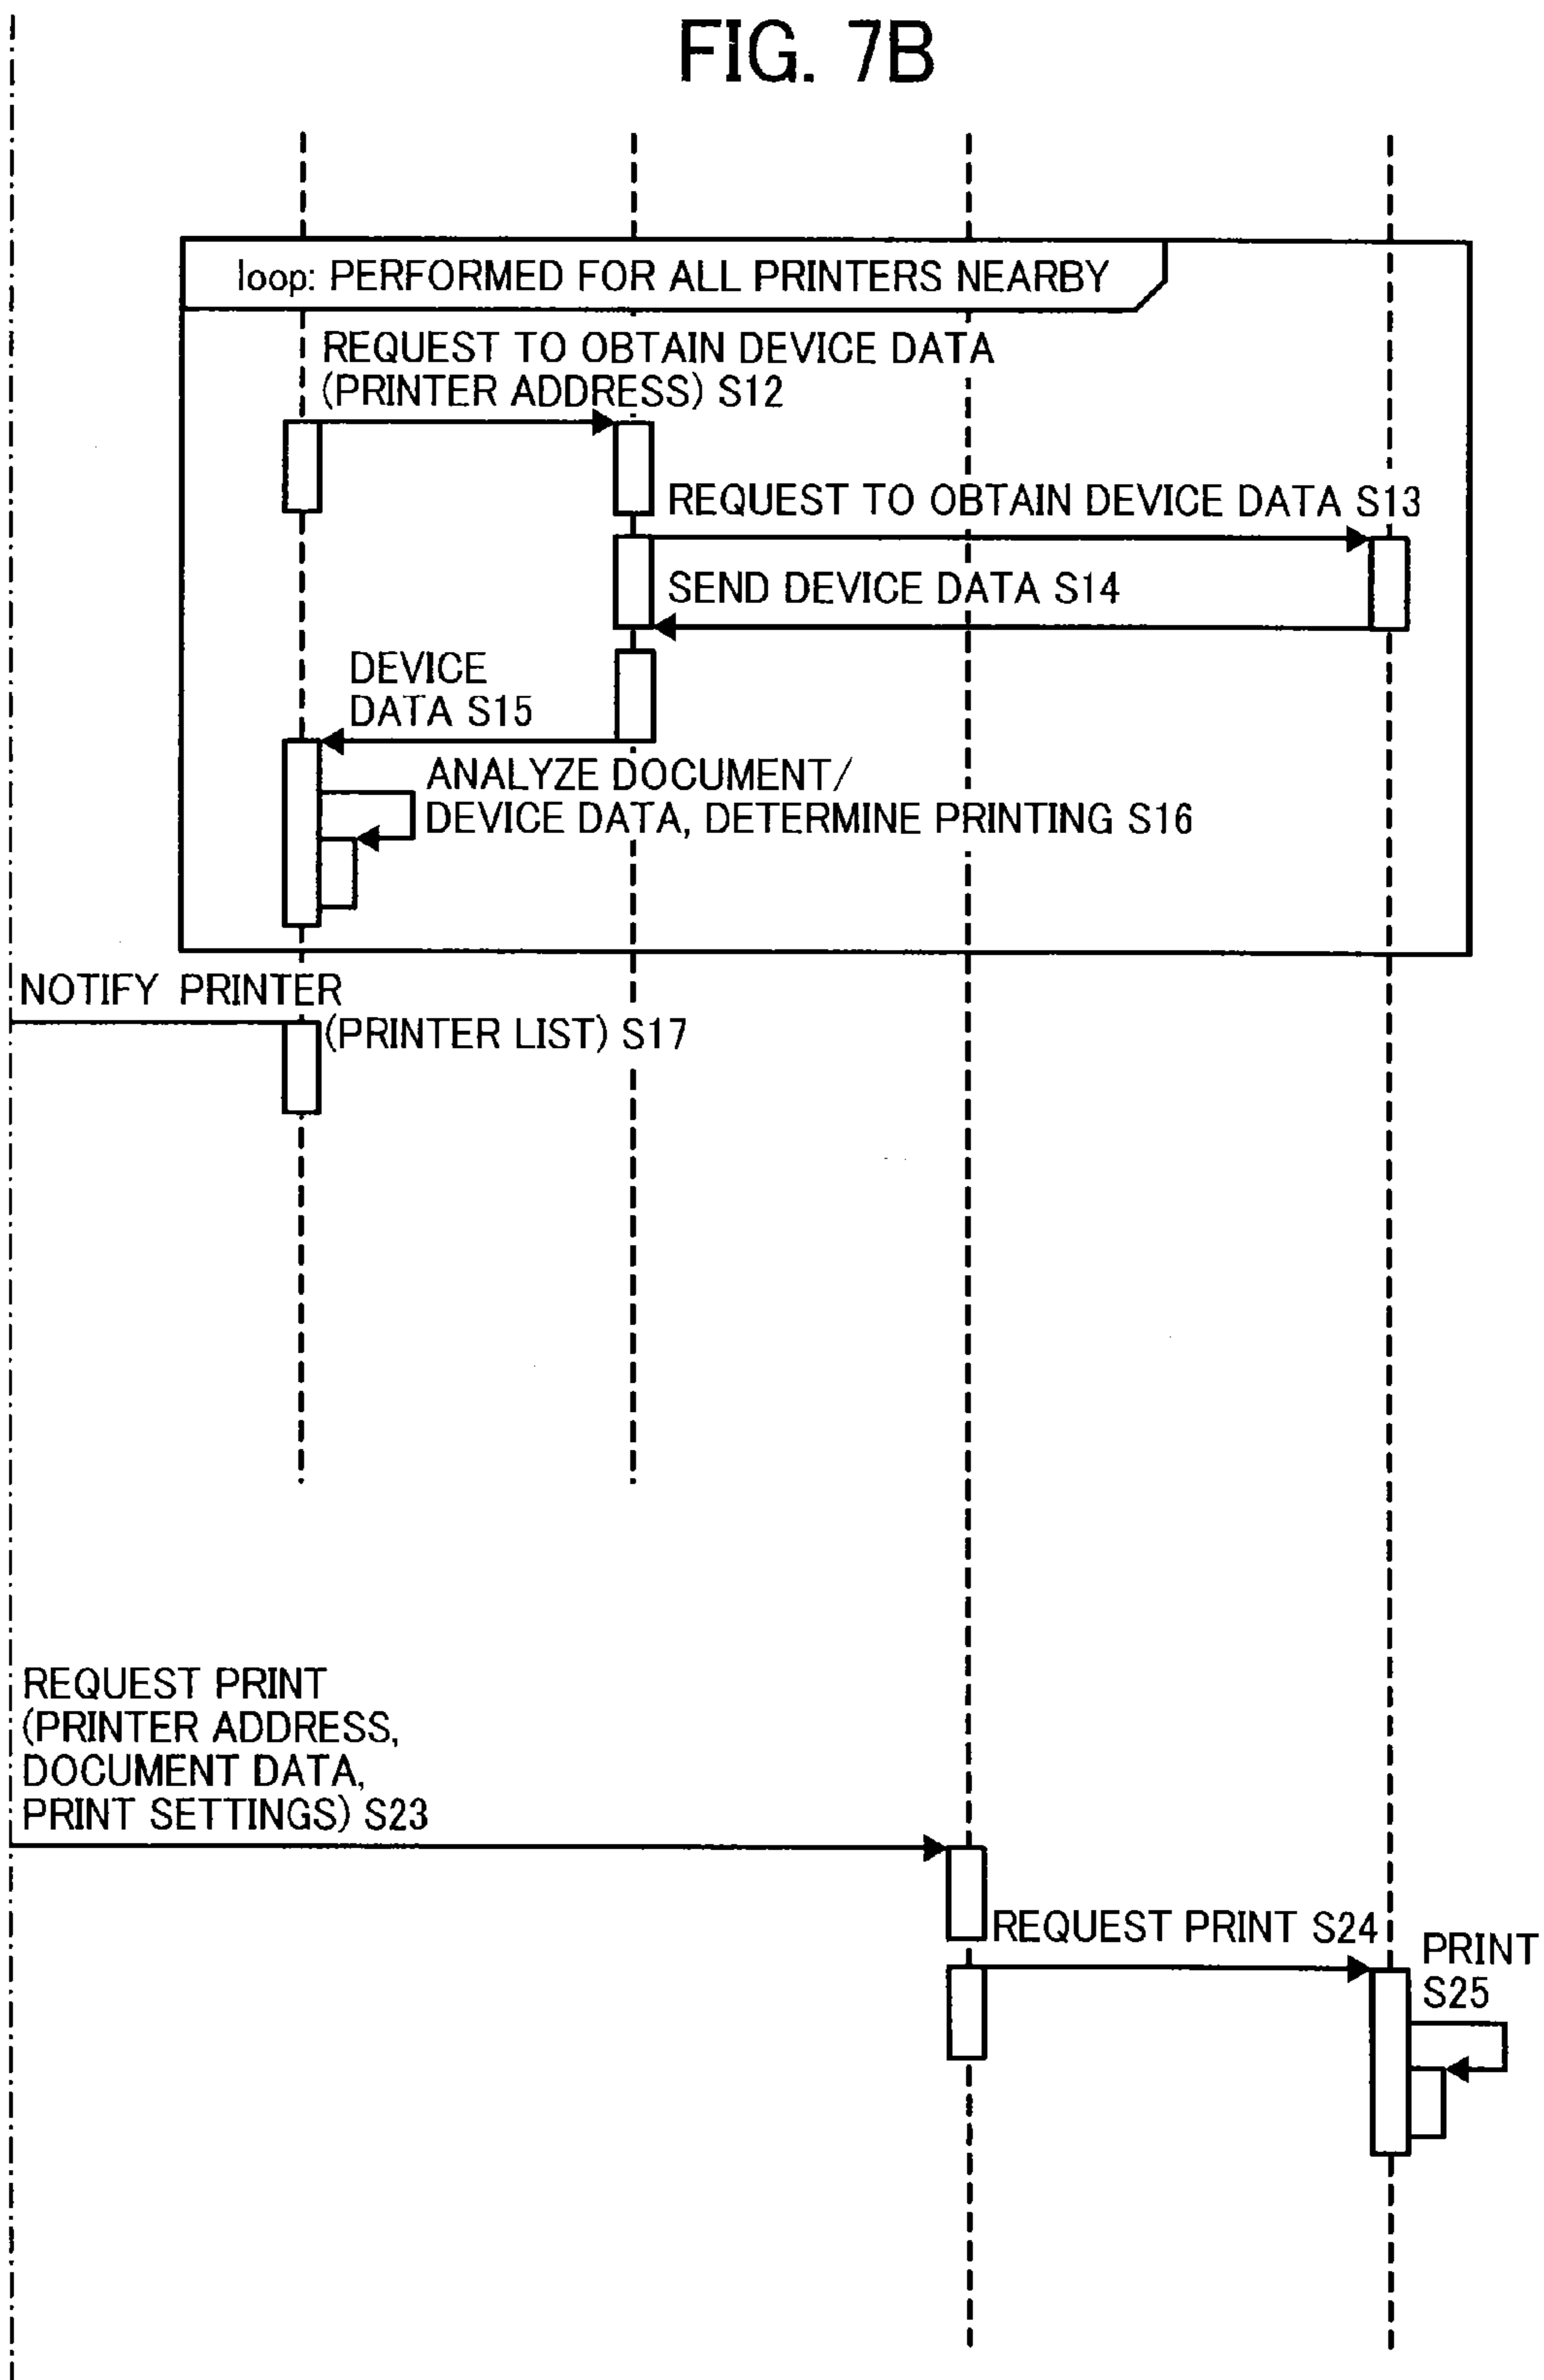 FIG. 7B
loop: PERFORMED FOR ALL PRINTERS NEARBY
REQUEST TO OBTAIN DEVICE DATA
(PRINTER ADDRESS) S12
REQUEST TO OBTAIN DEVICE DATA S13
SEND DEVICE DATA S14
DEVICE
DATA S15
ANALYZE DOCUMENT/
DEVICE DATA, DETERMINE PRINTING S16
NOTIFY PRINTER
(PRINTER LIST) S17
REQUEST PRINT
(PRINTER ADDRESS,
DOCUMENT DATA,
PRINT SETTINGS) S23
REQUEST PRINT S24
PRINT
S25